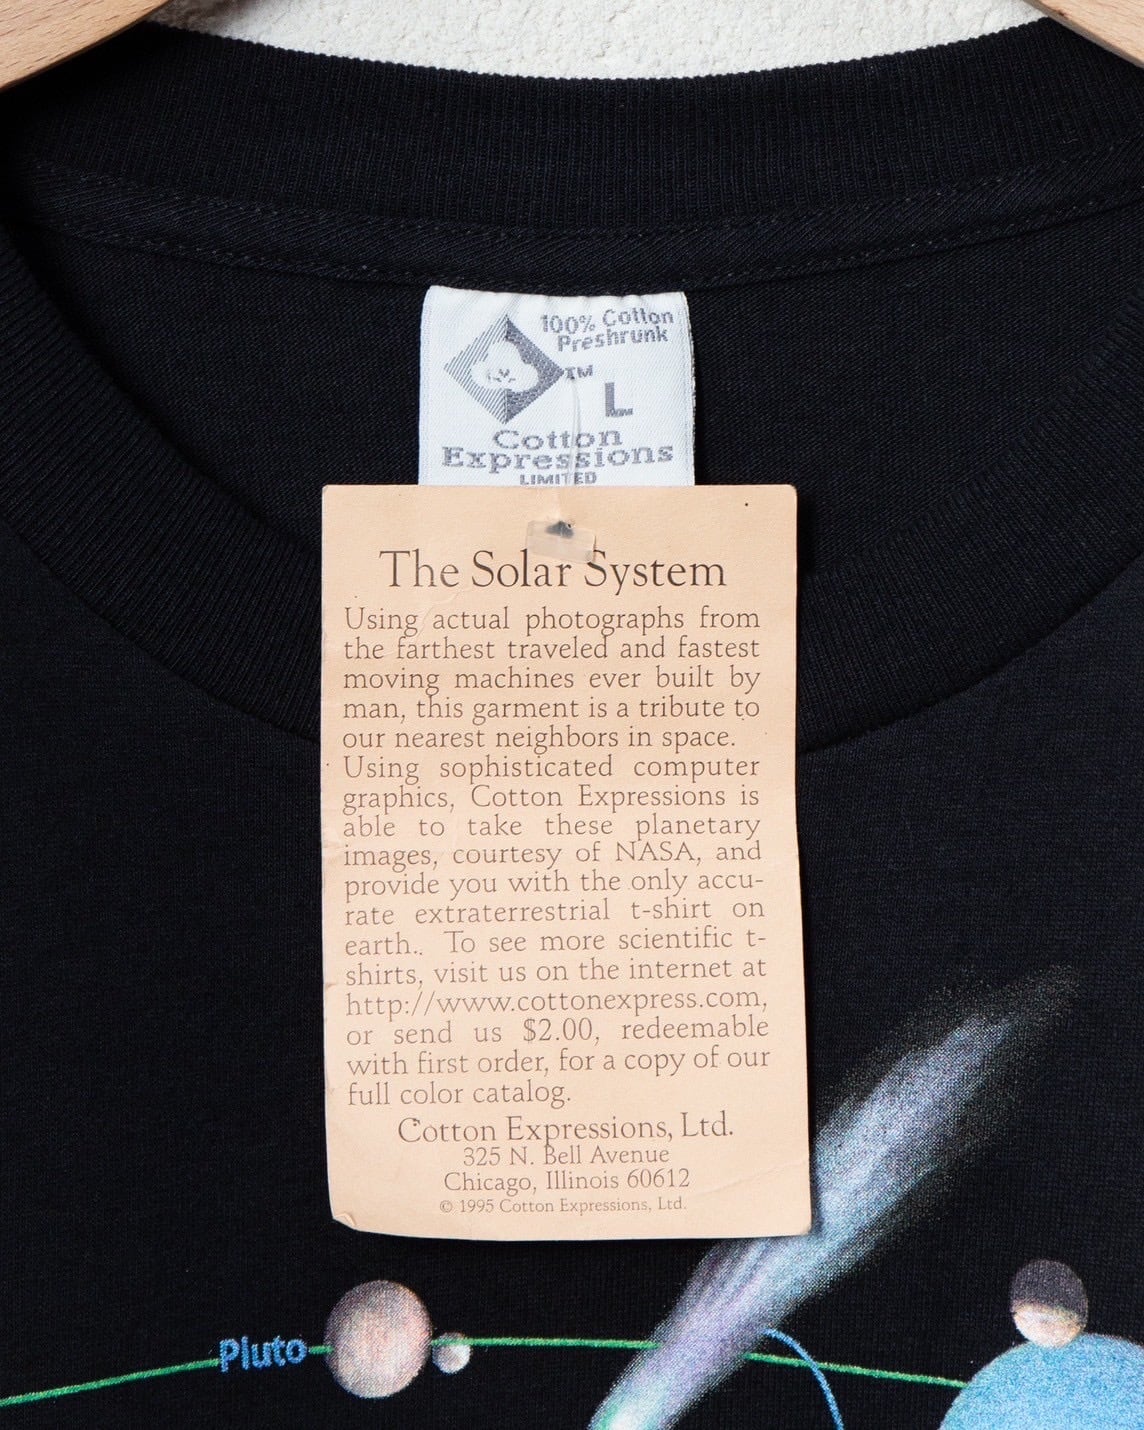 100% Cotton
Preshrunk
TM
L
Cotton
Expressions
LIMITED
The Solar System
Using actual photographs from
the farthest traveled and fastest
moving machines ever built by
man, this garment is a tribute to
our nearest neighbors in space.
Using sophisticated computer
graphics, Cotton Expressions is
able to take these planetary
images, courtesy of NASA, and
provide you with the only accu-
rate extraterrestrial t-shirt on
earth.. To see more scientific t-
shirts, visit us on the internet at
http://www.cottonexpress.com,
or send us $2.00, redeemable
with first order, for a copy of our
full color catalog.
Cotton Expressions, Ltd.
325 N. Bell Avenue
Chicago, Illinois 60612
© 1995 Cotton Expressions, Ltd.
Pluto